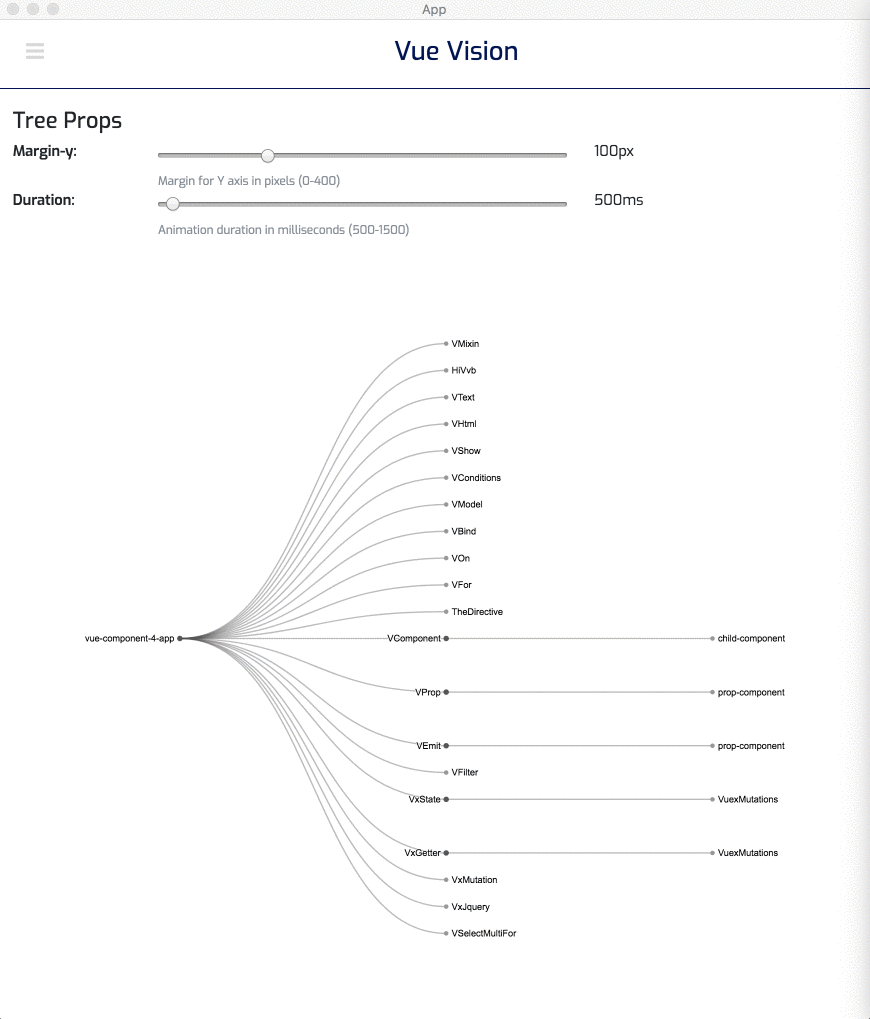 App
Vue Vision
Tree Props
Margin-y: 100px
Margin for Y axis in pixels (0-400)
Duration: 500ms
Animation duration in milliseconds (500-1500)
VMixin
HiVvb
VText
VHtml
VShow
VConditions
VModel
VBind
VOn
VFor
TheDirective
vue-component-4-app VComponent child-component
VProp prop-component
VEmit prop-component
VFilter
VxState VuexMutations
VxGetter VuexMutations
VxMutation
VxJquery
VSelectMultiFor